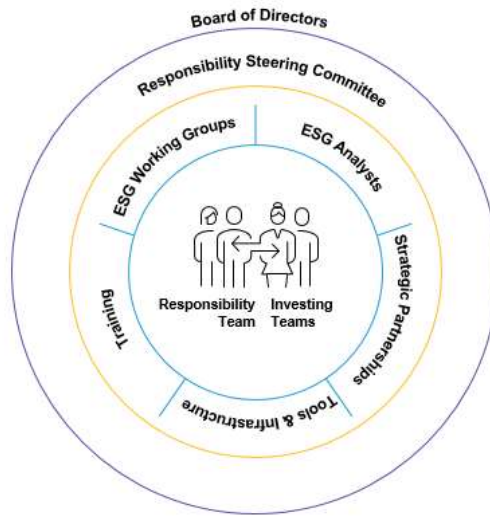 Board of Directors
Responsibility Steering Committee
ESG Working Groups
ESG Analysts
Strategic Partnerships
Tools & Infrastructure
Training
Responsibility
Team
Investing
Teams